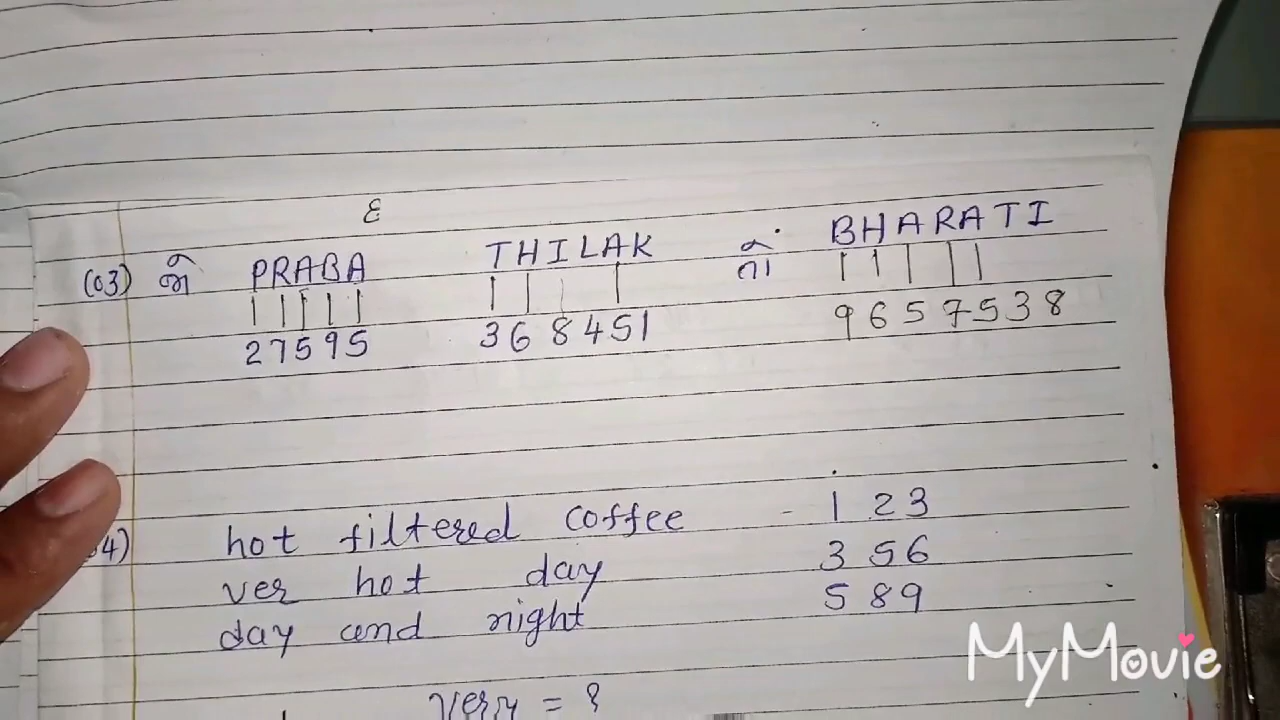 ε
(03) PRABA THILAK BHARATI
27595 368451 9657538
4) hot filtered coffee - 123
ver hot day 356
day and night 589
Very = ?
MyMovie